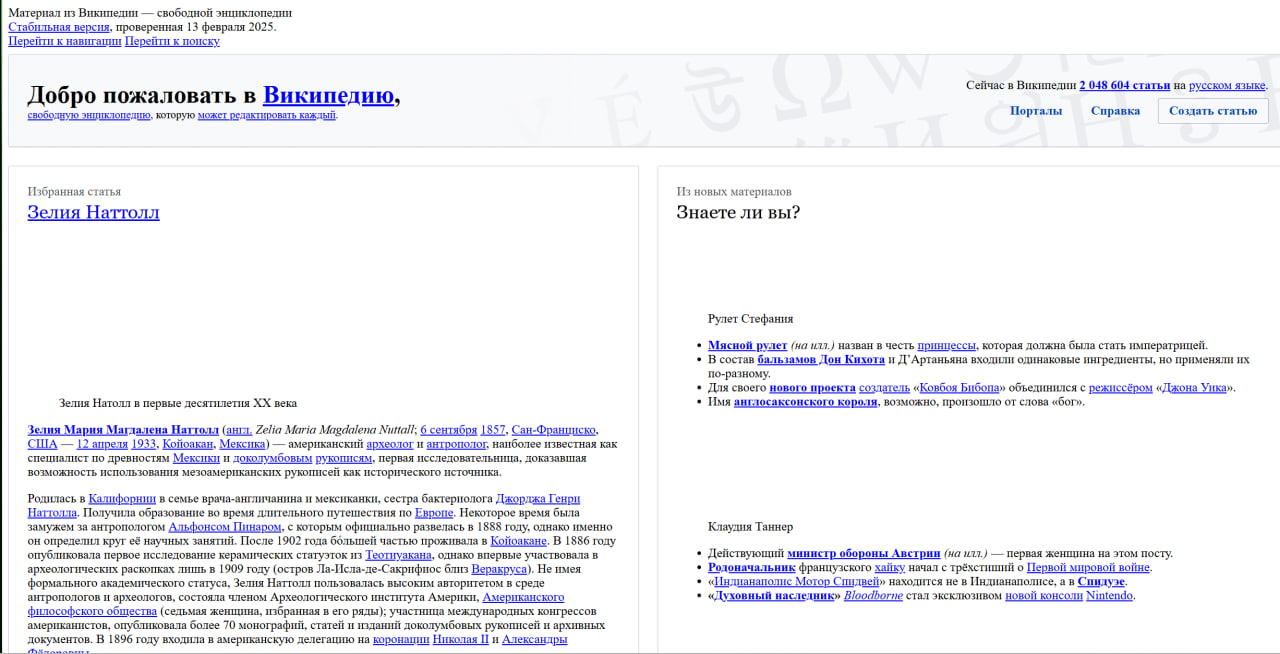 Материал из Википедии — свободной энциклопедии
Стабильная версия, проверенная 13 февраля 2025.
Перейти к навигации Перейти к поиску
Добро пожаловать в Википедию,
свободную энциклопедию, которую может редактировать каждый.
Сейчас в Википедии 2 048 604 статьи на русском языке.
Порталы Справка Создать статью
Избранная статья
Зелия Наттолл
Зелия Натолл в первые десятилетия XX века
Зелия Мария Магдалена Наттолл (англ. Zelia Maria Magdalena Nuttall; 6 сентября 1857, Сан-Франциско,
США — 12 апреля 1933, Койоакан, Мексика) — американский археолог и антрополог, наиболее известная как
специалист по древностям Мексики и доколумбовым рукописям, первая исследовательница, доказавшая
возможность использования мезоамериканских рукописей как исторического источника.
Родилась в Калифорнии в семье врача-англичанина и мексиканки, сестра бактериолога Джорджа Генри
Наттолла. Получила образование во время длительного путешествия по Европе. Некоторое время была
замужем за антропологом Альфонсом Пинаром, с которым официально развелась в 1888 году, однако именно
он определил круг её научных занятий. После 1902 года бо́льшей частью проживала в Койоакане. В 1886 году
опубликовала первое исследование керамических статуэток из Теотиуакана, однако впервые участвовала в
археологических раскопках лишь в 1909 году (остров Ла-Исла-де-Сакрифиос близ Веракруса). Не имея
формального академического статуса, Зелия Наттолл пользовалась высоким авторитетом в среде
антропологов и археологов, состояла членом Археологического института Америки, Американского
философского общества (седьмая женщина, избранная в его ряды); участница международных конгрессов
американистов, опубликовала более 70 монографий, статей и изданий доколумбовых рукописей и архивных
документов. В 1896 году входила в американскую делегацию на коронации Николая II и Александры
Фёдоровны
Из новых материалов
Знаете ли вы?
Рулет Стефания
• Мясной рулет (на илл.) назван в честь принцессы, которая должна была стать императрицей.
• В состав бальзамов Дон Кихота и Д’Артаньяна входили одинаковые ингредиенты, но применяли их
по-разному.
• Для своего нового проекта создатель «Ковбоя Бибопа» объединился с режиссёром «Джона Уика».
• Имя англосаксонского короля, возможно, произошло от слова «бог».
Клаудия Таннер
• Действующий министр обороны Австрии (на илл.) — первая женщина на этом посту.
• Родоначальник французского хайку начал с трёхстиший о Первой мировой войне.
• «Индианаполис Мотор Спидвей» находится не в Индианаполисе, а в Спидуэе.
• «Духовный наследник» Bloodborne стал эксклюзивом новой консоли Nintendo.